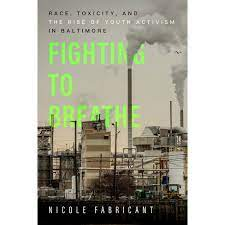 RACE, TOXICITY, AND
THE RISE OF YOUTH ACTIVISM
IN BALTIMORE
FIGHTING
TO
BREATHE
NICOLE FABRICANT